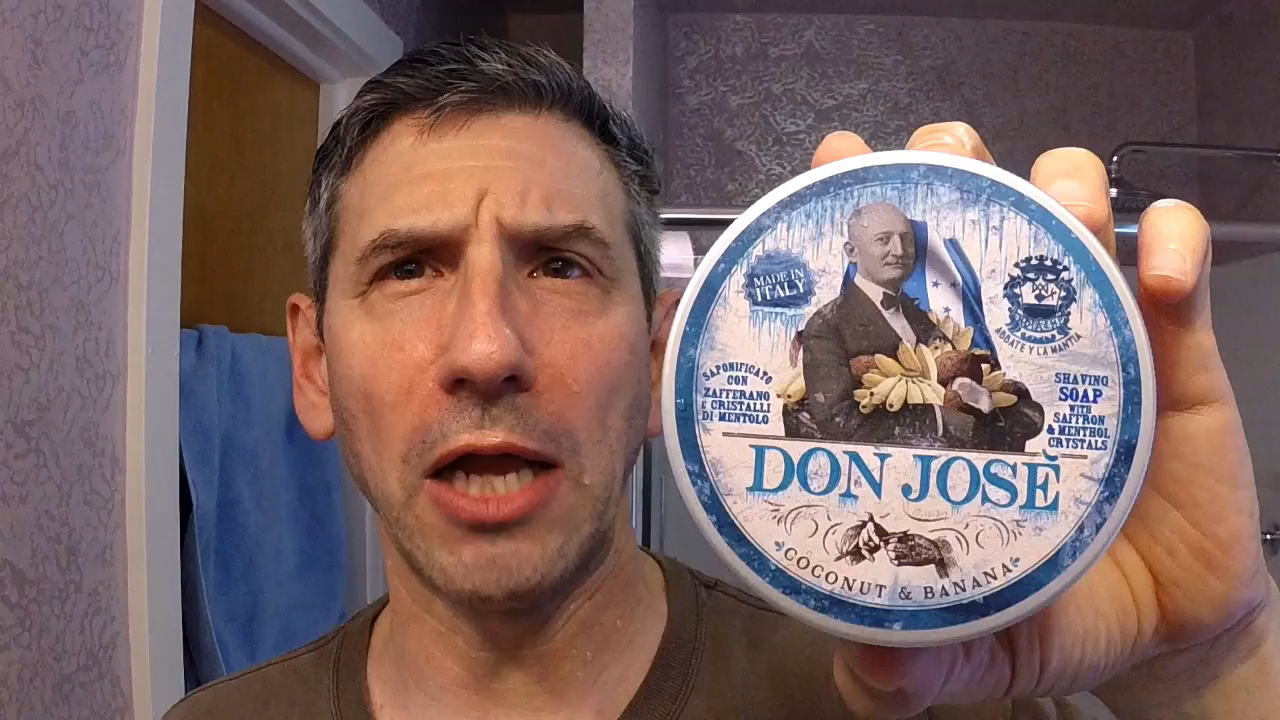 MADE IN
ITALY
ABBATE Y LA MANTIA
SAPONIFICATO
CON
ZAFFERANO
E CRISTALLI
DI MENTOLO
SHAVING
SOAP
WITH
SAFFRON
& MENTHOL
CRYSTALS
DON JOSĔ
COCONUT & BANANA